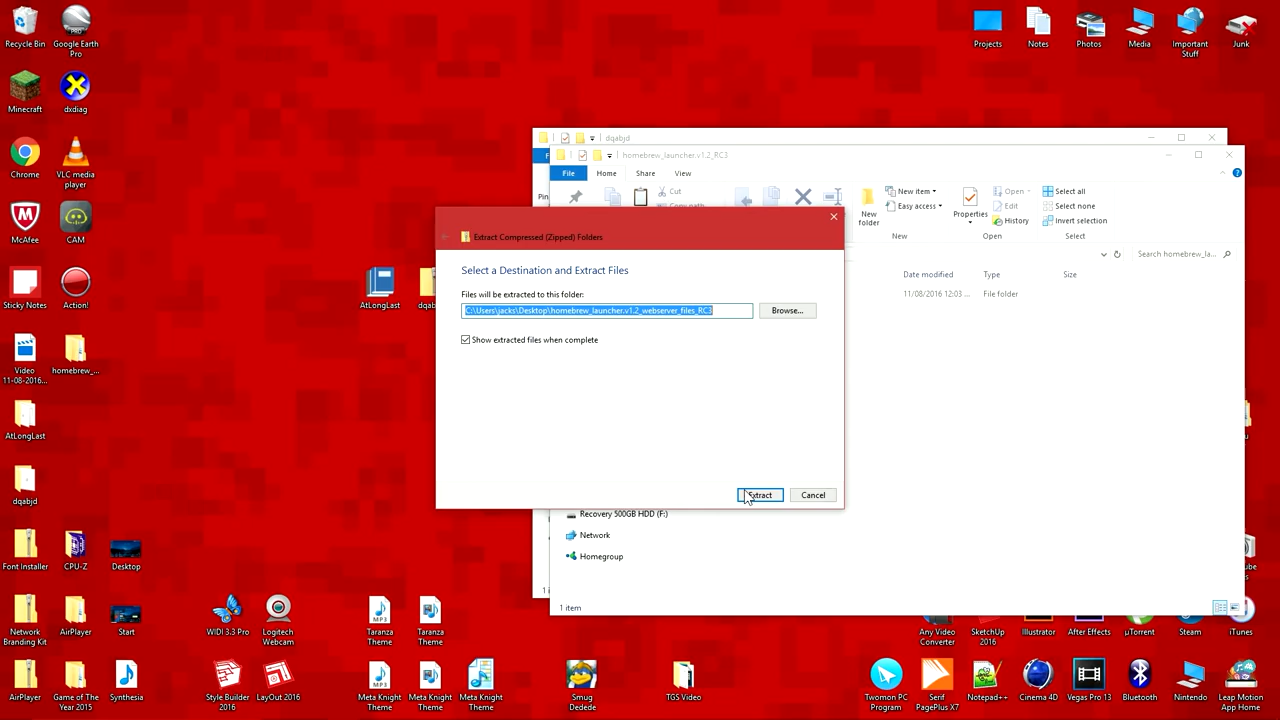 Recycle Bin
Google Earth
Pro
Projects
Notes
Photos
Media
Important
Stuff
Junk
Minecraft
dxdiag
Chrome
VLC media
player
McAfee
CAM
Sticky Notes
Action!
AtLongLast
Video
11-08-2016...
homebrew_...
AtLongLast
dqabjd
Font Installer
CPU-Z
Desktop
Network
Branding Kit
AirPlayer
Start
WIDI 3.3 Pro
Logitech
Webcam
Taranza
Theme
Taranza
Theme
AirPlayer
Game of The
Year 2015
Synthesia
Style Builder
2016
LayOut 2016
Meta Knight
Theme
Meta Knight
Theme
Meta Knight
Theme
Smug
Dedede
TGS Video
dqabjd
homebrew_launcher.v1.2_RC3
File
Home
Share
View
Cut
Copy path
New
folder
New item
Easy access
New
Properties
Open
Edit
History
Open
Select all
Select none
Invert selection
Select
Search homebrew_la...
Date modified
Type
Size
11/08/2016 12:03 ...
File folder
Extract Compressed (Zipped) Folders
Select a Destination and Extract Files
Files will be extracted to this folder:
C:\Users\jacks\Desktop\homebrew_launcher.v1.2_webserver_files_RC3
Browse...
Show extracted files when complete
Extract
Cancel
Recovery 500GB HDD (F:)
Network
Homegroup
1 item
Any Video
Converter
SketchUp
2016
Illustrator
After Effects
µTorrent
Steam
iTunes
Twomon PC
Program
Serif
PagePlus X7
Notepad++
Cinema 4D
Vegas Pro 13
Bluetooth
Nintendo
Leap Motion
App Home